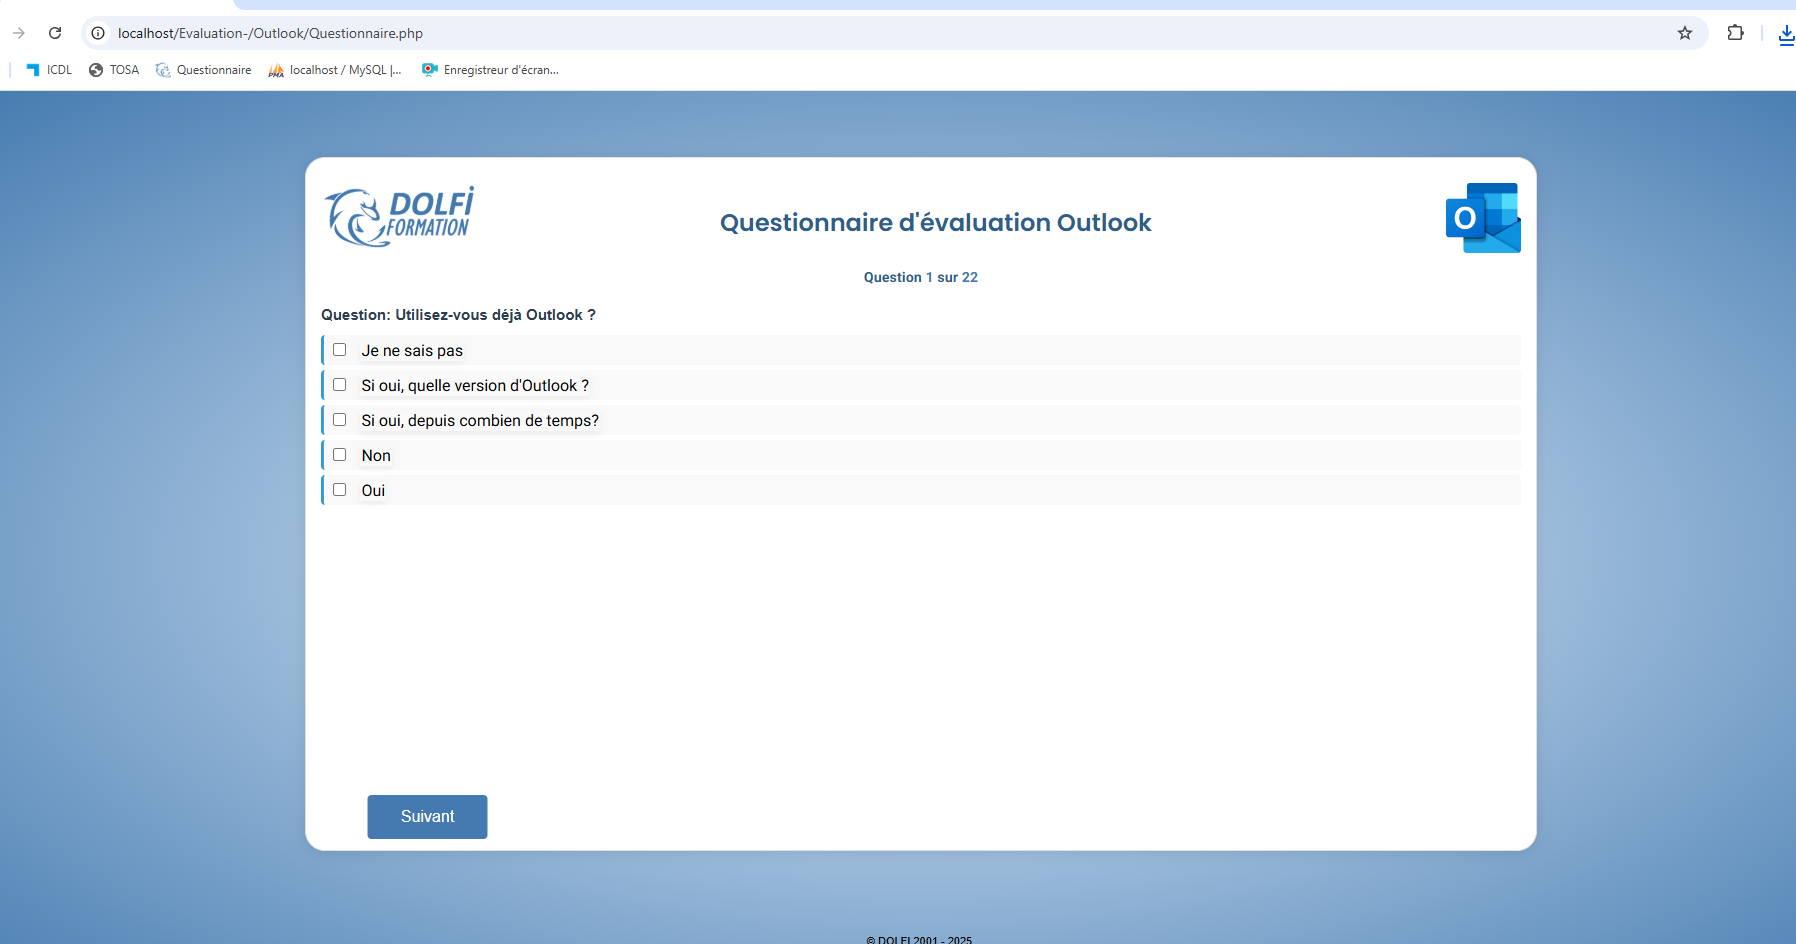 localhost/Evaluation-/Outlook/Questionnaire.php
ICDL TOSA Questionnaire localhost / MySQL |... Enregistreur d'écran...
DOLFi
FORMATION
Questionnaire d'évaluation Outlook
O
Question 1 sur 22
Question: Utilisez-vous déjà Outlook ?
Je ne sais pas
Si oui, quelle version d'Outlook ?
Si oui, depuis combien de temps?
Non
Oui
Suivant
© DOLFI 2001 - 2025